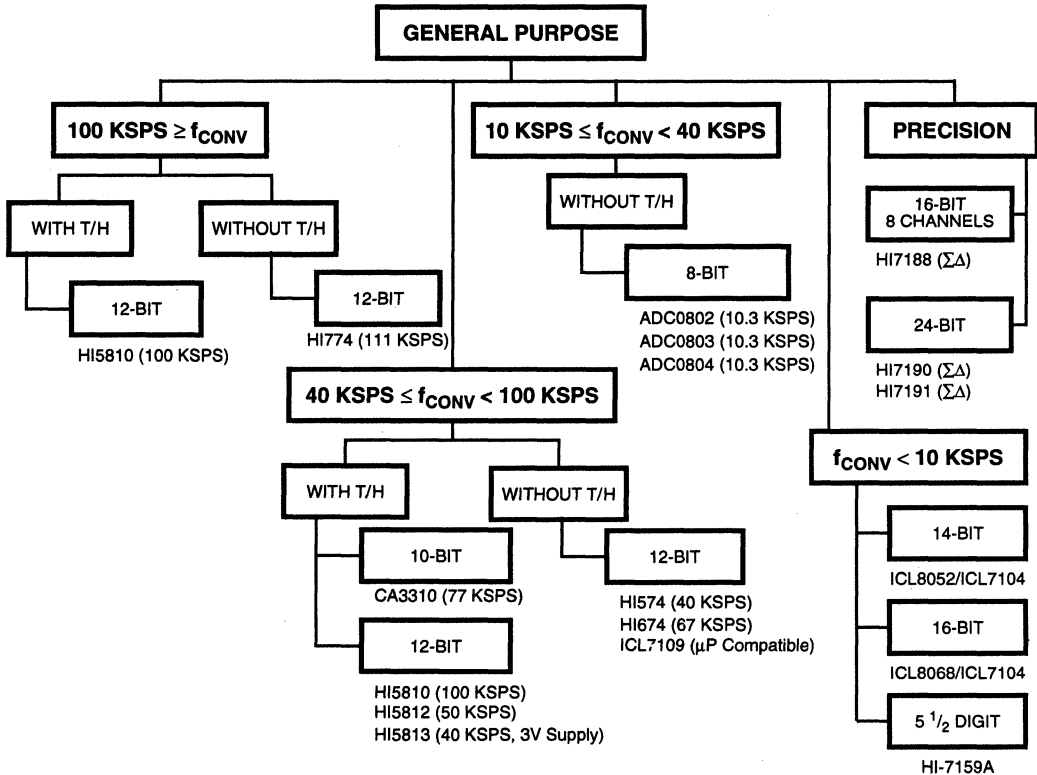 GENERAL PURPOSE
100 KSPS ≥ fCONV
WITH T/H
12-BIT
HI5810 (100 KSPS)
WITHOUT T/H
12-BIT
HI774 (111 KSPS)
40 KSPS ≤ fCONV < 100 KSPS
WITH T/H
10-BIT
CA3310 (77 KSPS)
12-BIT
HI5810 (100 KSPS)
HI5812 (50 KSPS)
HI5813 (40 KSPS, 3V Supply)
WITHOUT T/H
12-BIT
HI574 (40 KSPS)
HI674 (67 KSPS)
ICL7109 (μP Compatible)
10 KSPS ≤ fCONV < 40 KSPS
WITHOUT T/H
8-BIT
ADC0802 (10.3 KSPS)
ADC0803 (10.3 KSPS)
ADC0804 (10.3 KSPS)
fCONV < 10 KSPS
14-BIT
ICL8052/ICL7104
16-BIT
ICL8068/ICL7104
5 1/2 DIGIT
HI-7159A
PRECISION
16-BIT
8 CHANNELS
HI7188 (ΣΔ)
24-BIT
HI7190 (ΣΔ)
HI7191 (ΣΔ)